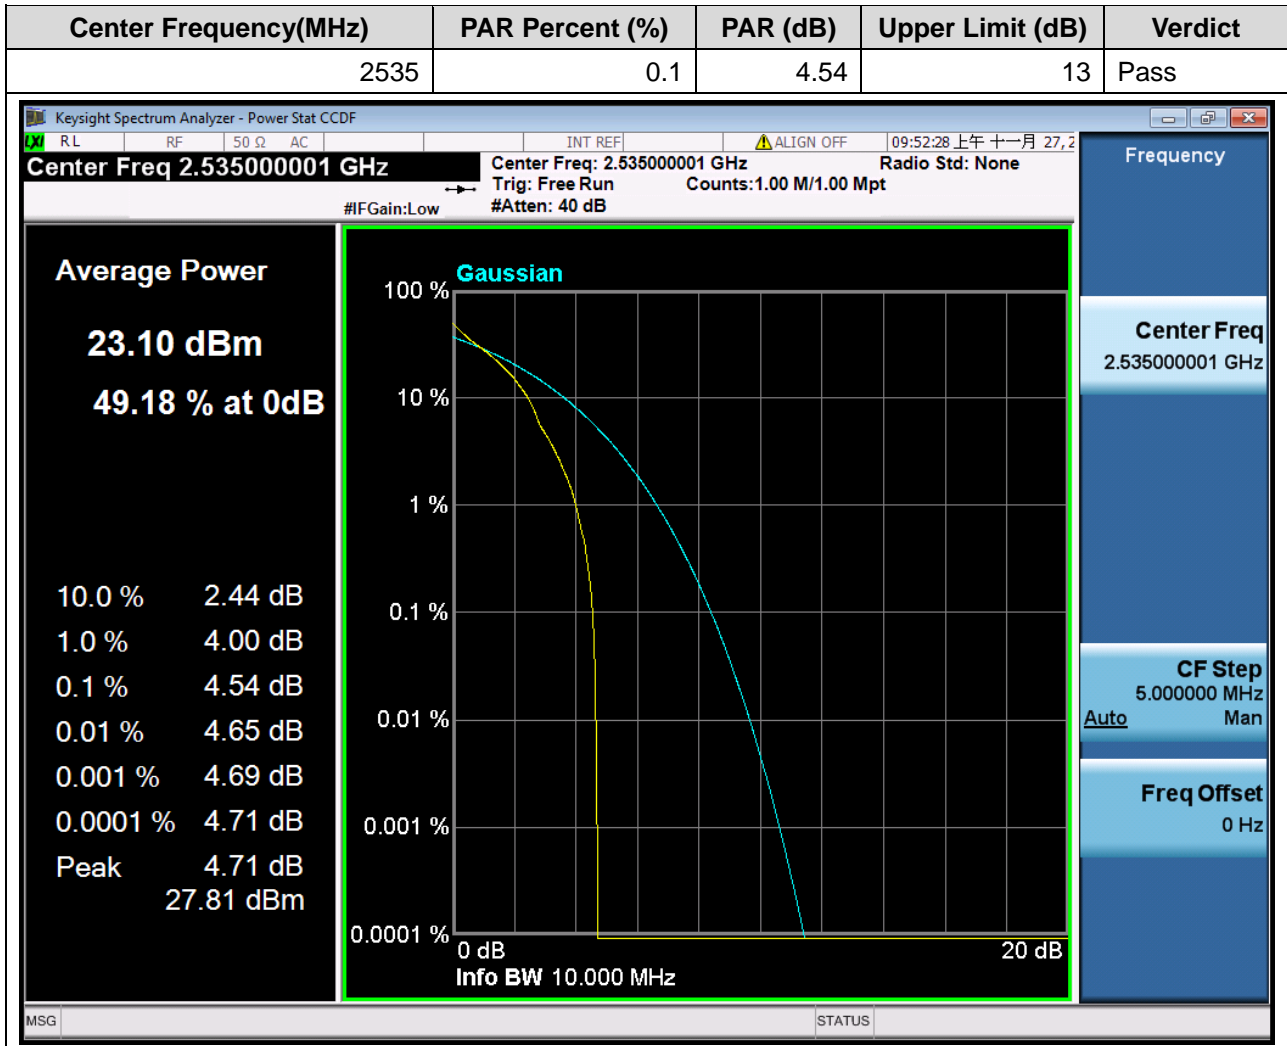 Center Frequency(MHz) PAR Percent (%) PAR (dB) Upper Limit (dB) Verdict
2535 0.1 4.54 13 Pass
Keysight Spectrum Analyzer - Power Stat CCDF
LXI RL RF 50 Ω AC INT REF ALIGN OFF 09:52:28 上午 十一月 27, 2
Center Freq 2.535000001 GHz
Center Freq: 2.535000001 GHz Radio Std: None
Trig: Free Run Counts:1.00 M/1.00 Mpt
#IFGain:Low #Atten: 40 dB
Average Power
23.10 dBm
49.18 % at 0dB
10.0 % 2.44 dB
1.0 % 4.00 dB
0.1 % 4.54 dB
0.01 % 4.65 dB
0.001 % 4.69 dB
0.0001 % 4.71 dB
Peak 4.71 dB
27.81 dBm
Gaussian
100 %
10 %
1 %
0.1 %
0.01 %
0.001 %
0.0001 %
0 dB 20 dB
Info BW 10.000 MHz
Frequency
Center Freq
2.535000001 GHz
CF Step
5.000000 MHz
Auto Man
Freq Offset
0 Hz
MSG STATUS